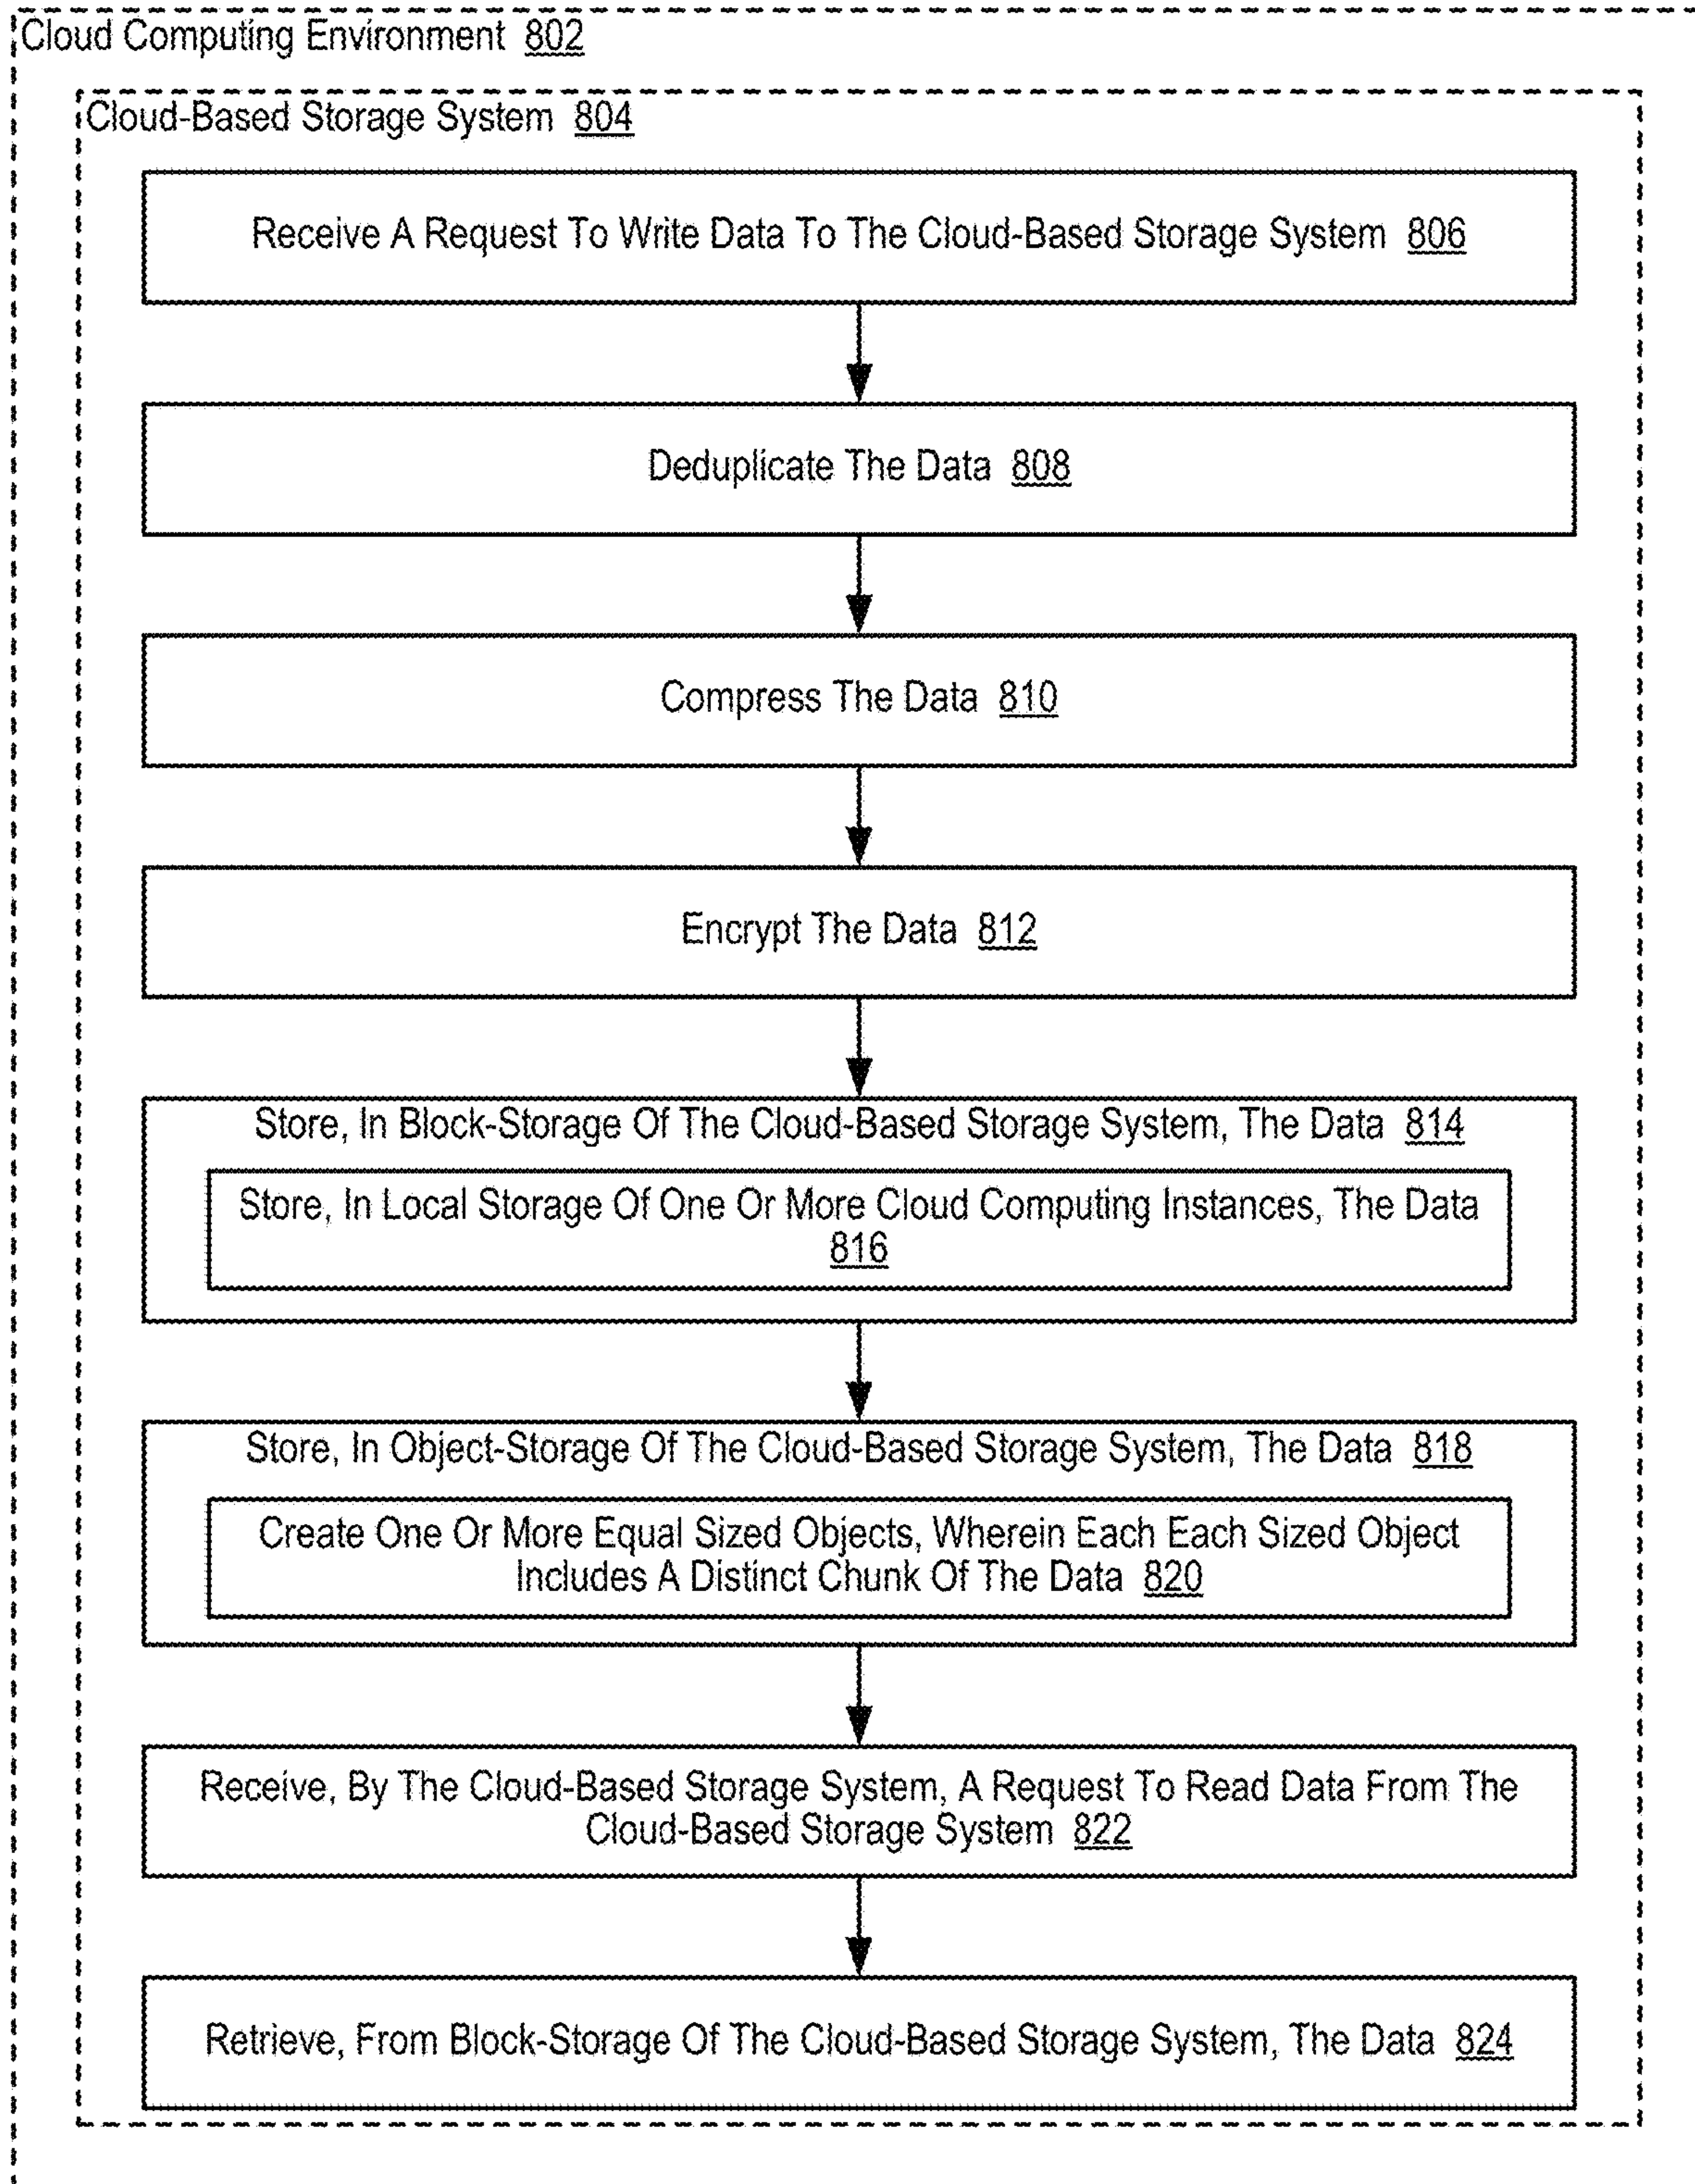 Cloud Computing Environment 802
Cloud-Based Storage System 804
Receive A Request To Write Data To The Cloud-Based Storage System 806
Deduplicate The Data 808
Compress The Data 810
Encrypt The Data 812
Store, In Block-Storage Of The Cloud-Based Storage System, The Data 814
Store, In Local Storage Of One Or More Cloud Computing Instances, The Data
816
Store, In Object-Storage Of The Cloud-Based Storage System, The Data 818
Create One Or More Equal Sized Objects, Wherein Each Each Sized Object
Includes A Distinct Chunk Of The Data 820
Receive, By The Cloud-Based Storage System, A Request To Read Data From The
Cloud-Based Storage System 822
Retrieve, From Block-Storage Of The Cloud-Based Storage System, The Data 824